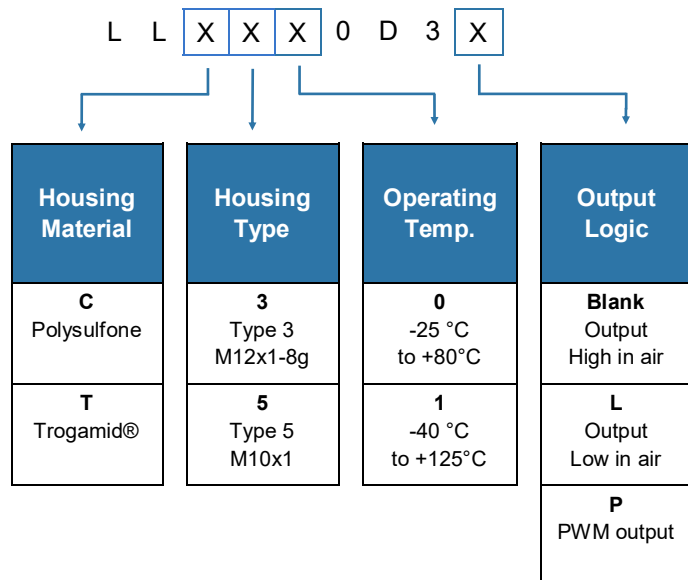 L L X X X 0 D 3 X
Housing
Material
Housing
Type
Operating
Temp.
Output
Logic
C
Polysulfone
3
Type 3
M12x1-8g
0
-25 °C
to +80°C
Blank
Output
High in air
T
Trogamid®
5
Type 5
M10x1
1
-40 °C
to +125°C
L
Output
Low in air
P
PWM output